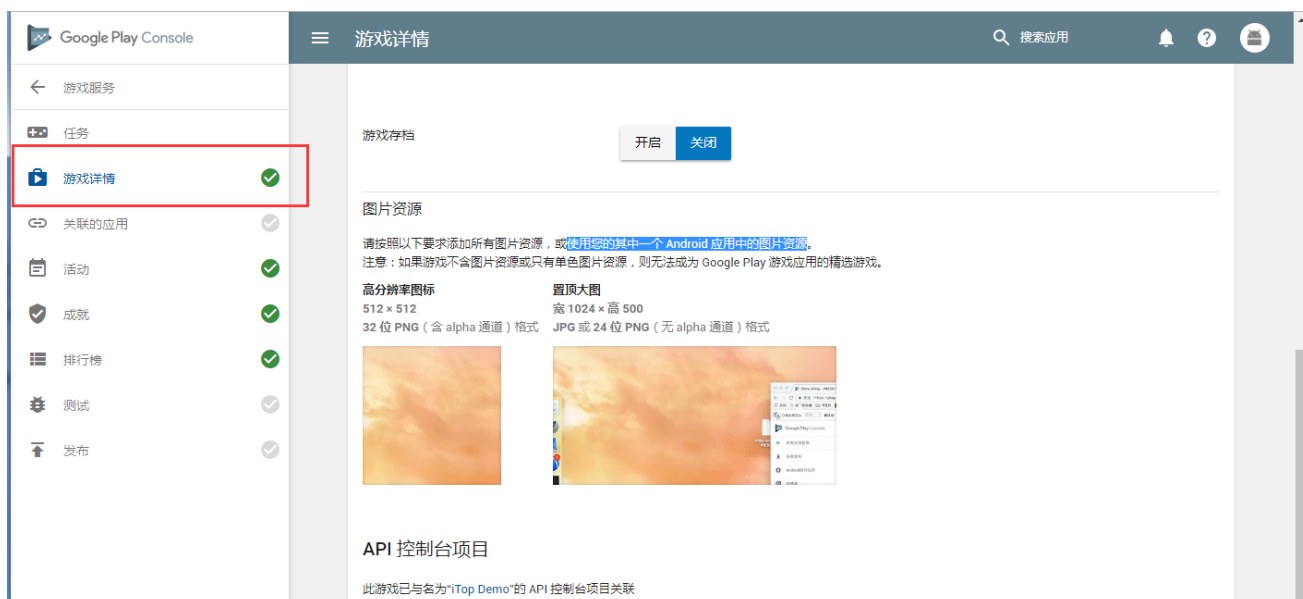 Google Play Console
游戏详情
搜索应用
游戏服务
任务
游戏详情
关联的应用
活动
成就
排行榜
测试
发布
游戏存档
开启
关闭
图片资源
请按照以下要求添加所有图片资源，或使用您的其中一个 Android 应用中的图片资源。
注意：如果游戏不含图片资源或只有单色图片资源，则无法成为 Google Play 游戏应用的精选游戏。
高分辨率图标
512 × 512
32 位 PNG（含 alpha 通道）格式
置顶大图
宽 1024 × 高 500
JPG 或 24 位 PNG（无 alpha 通道）格式
Google Play Console
API 控制台项目
此游戏已与名为“iTop Demo”的 API 控制台项目关联